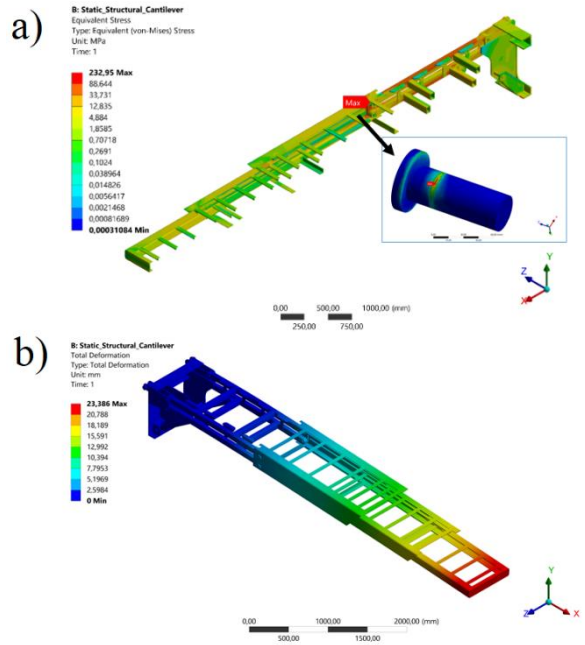 a)
B: Static_Structural_Cantilever
Equivalent Stress
Type: Equivalent (von-Mises) Stress
Unit: MPa
Time: 1
232,95 Max
88,644
33,731
12,835
4,884
1,8585
0,70718
0,2691
0,1024
0,038964
0,014826
0,0056417
0,0021468
0,00081689
0,00031084 Min
Max
Y
Z
X
0,00 500,00 1000,00 (mm)
250,00 750,00
b)
B: Static_Structural_Cantilever
Total Deformation
Type: Total Deformation
Unit: mm
Time: 1
23,386 Max
20,788
18,189
15,591
12,992
10,394
7,7953
5,1969
2,5984
0 Min
Y
Z X
0,00 1000,00 2000,00 (mm)
500,00 1500,00